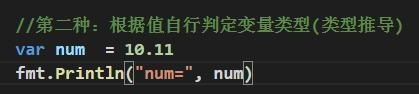 //第二种：根据值自行判定变量类型(类型推导)
var num  = 10.11
fmt.Println("num=", num)